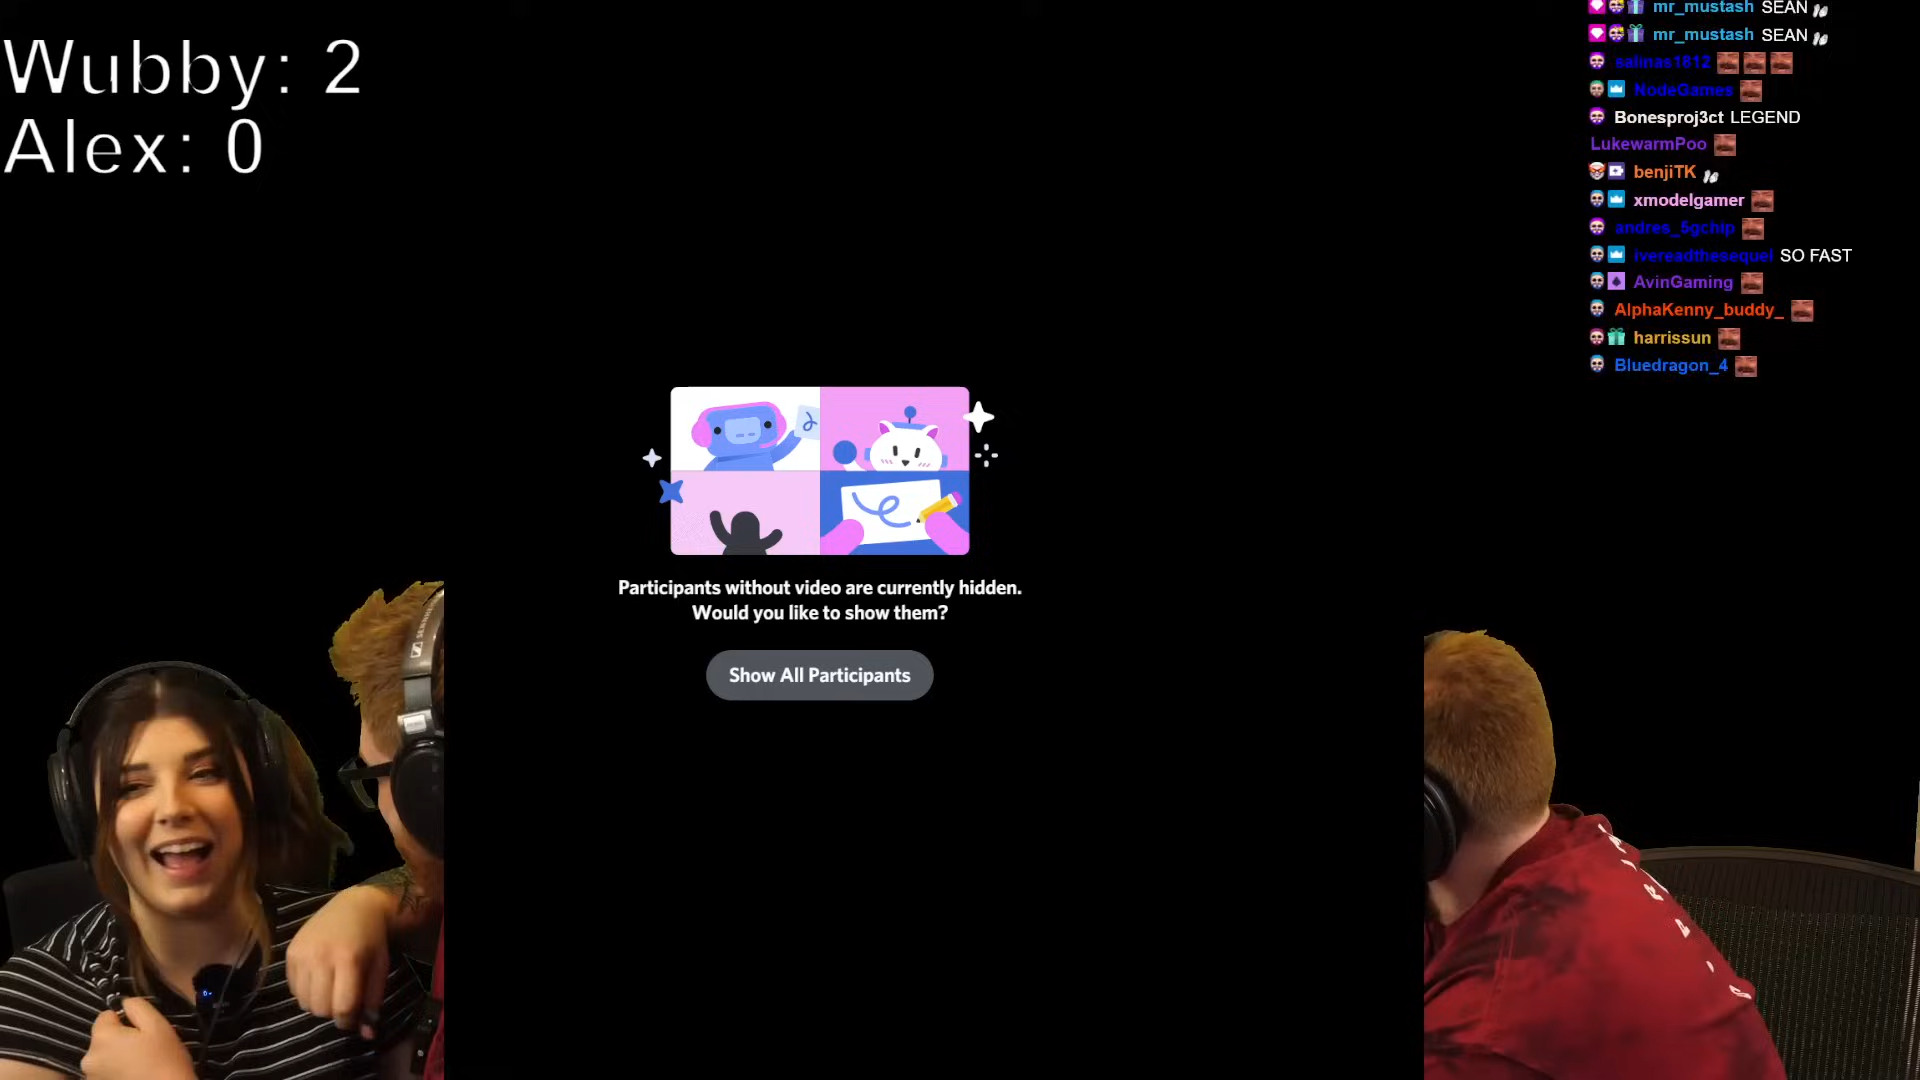 Wubby: 2
Alex: 0
mr_mustash SEAN
mr_mustash SEAN
salinas1812
NodeGames
Bonesproj3ct LEGEND
LukewarmPoo
benjiTK
xmodelgamer
andres_5gchip
ivereadthesequel SO FAST
AvinGaming
AlphaKenny_buddy_
harrissun
Bluedragon_4
Participants without video are currently hidden.
Would you like to show them?
Show All Participants